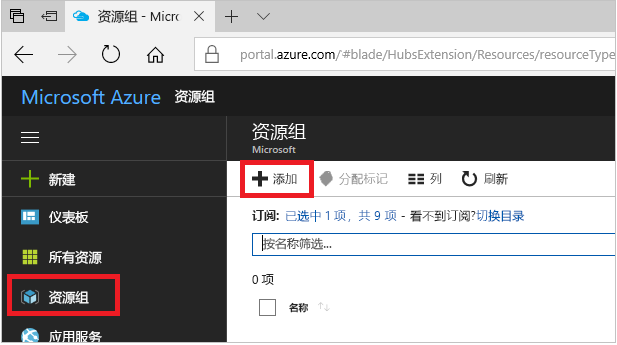 资源组 - Micro
portal.azure.com/#blade/HubsExtension/Resources/resourceType
Microsoft Azure 资源组
资源组
Microsoft
新建
添加 分配标记 列 刷新
仪表板
订阅: 已选中 1 项，共 9 项 - 看不到订阅?切换目录
按名称筛选...
所有资源
0 项
资源组
名称
应用服务